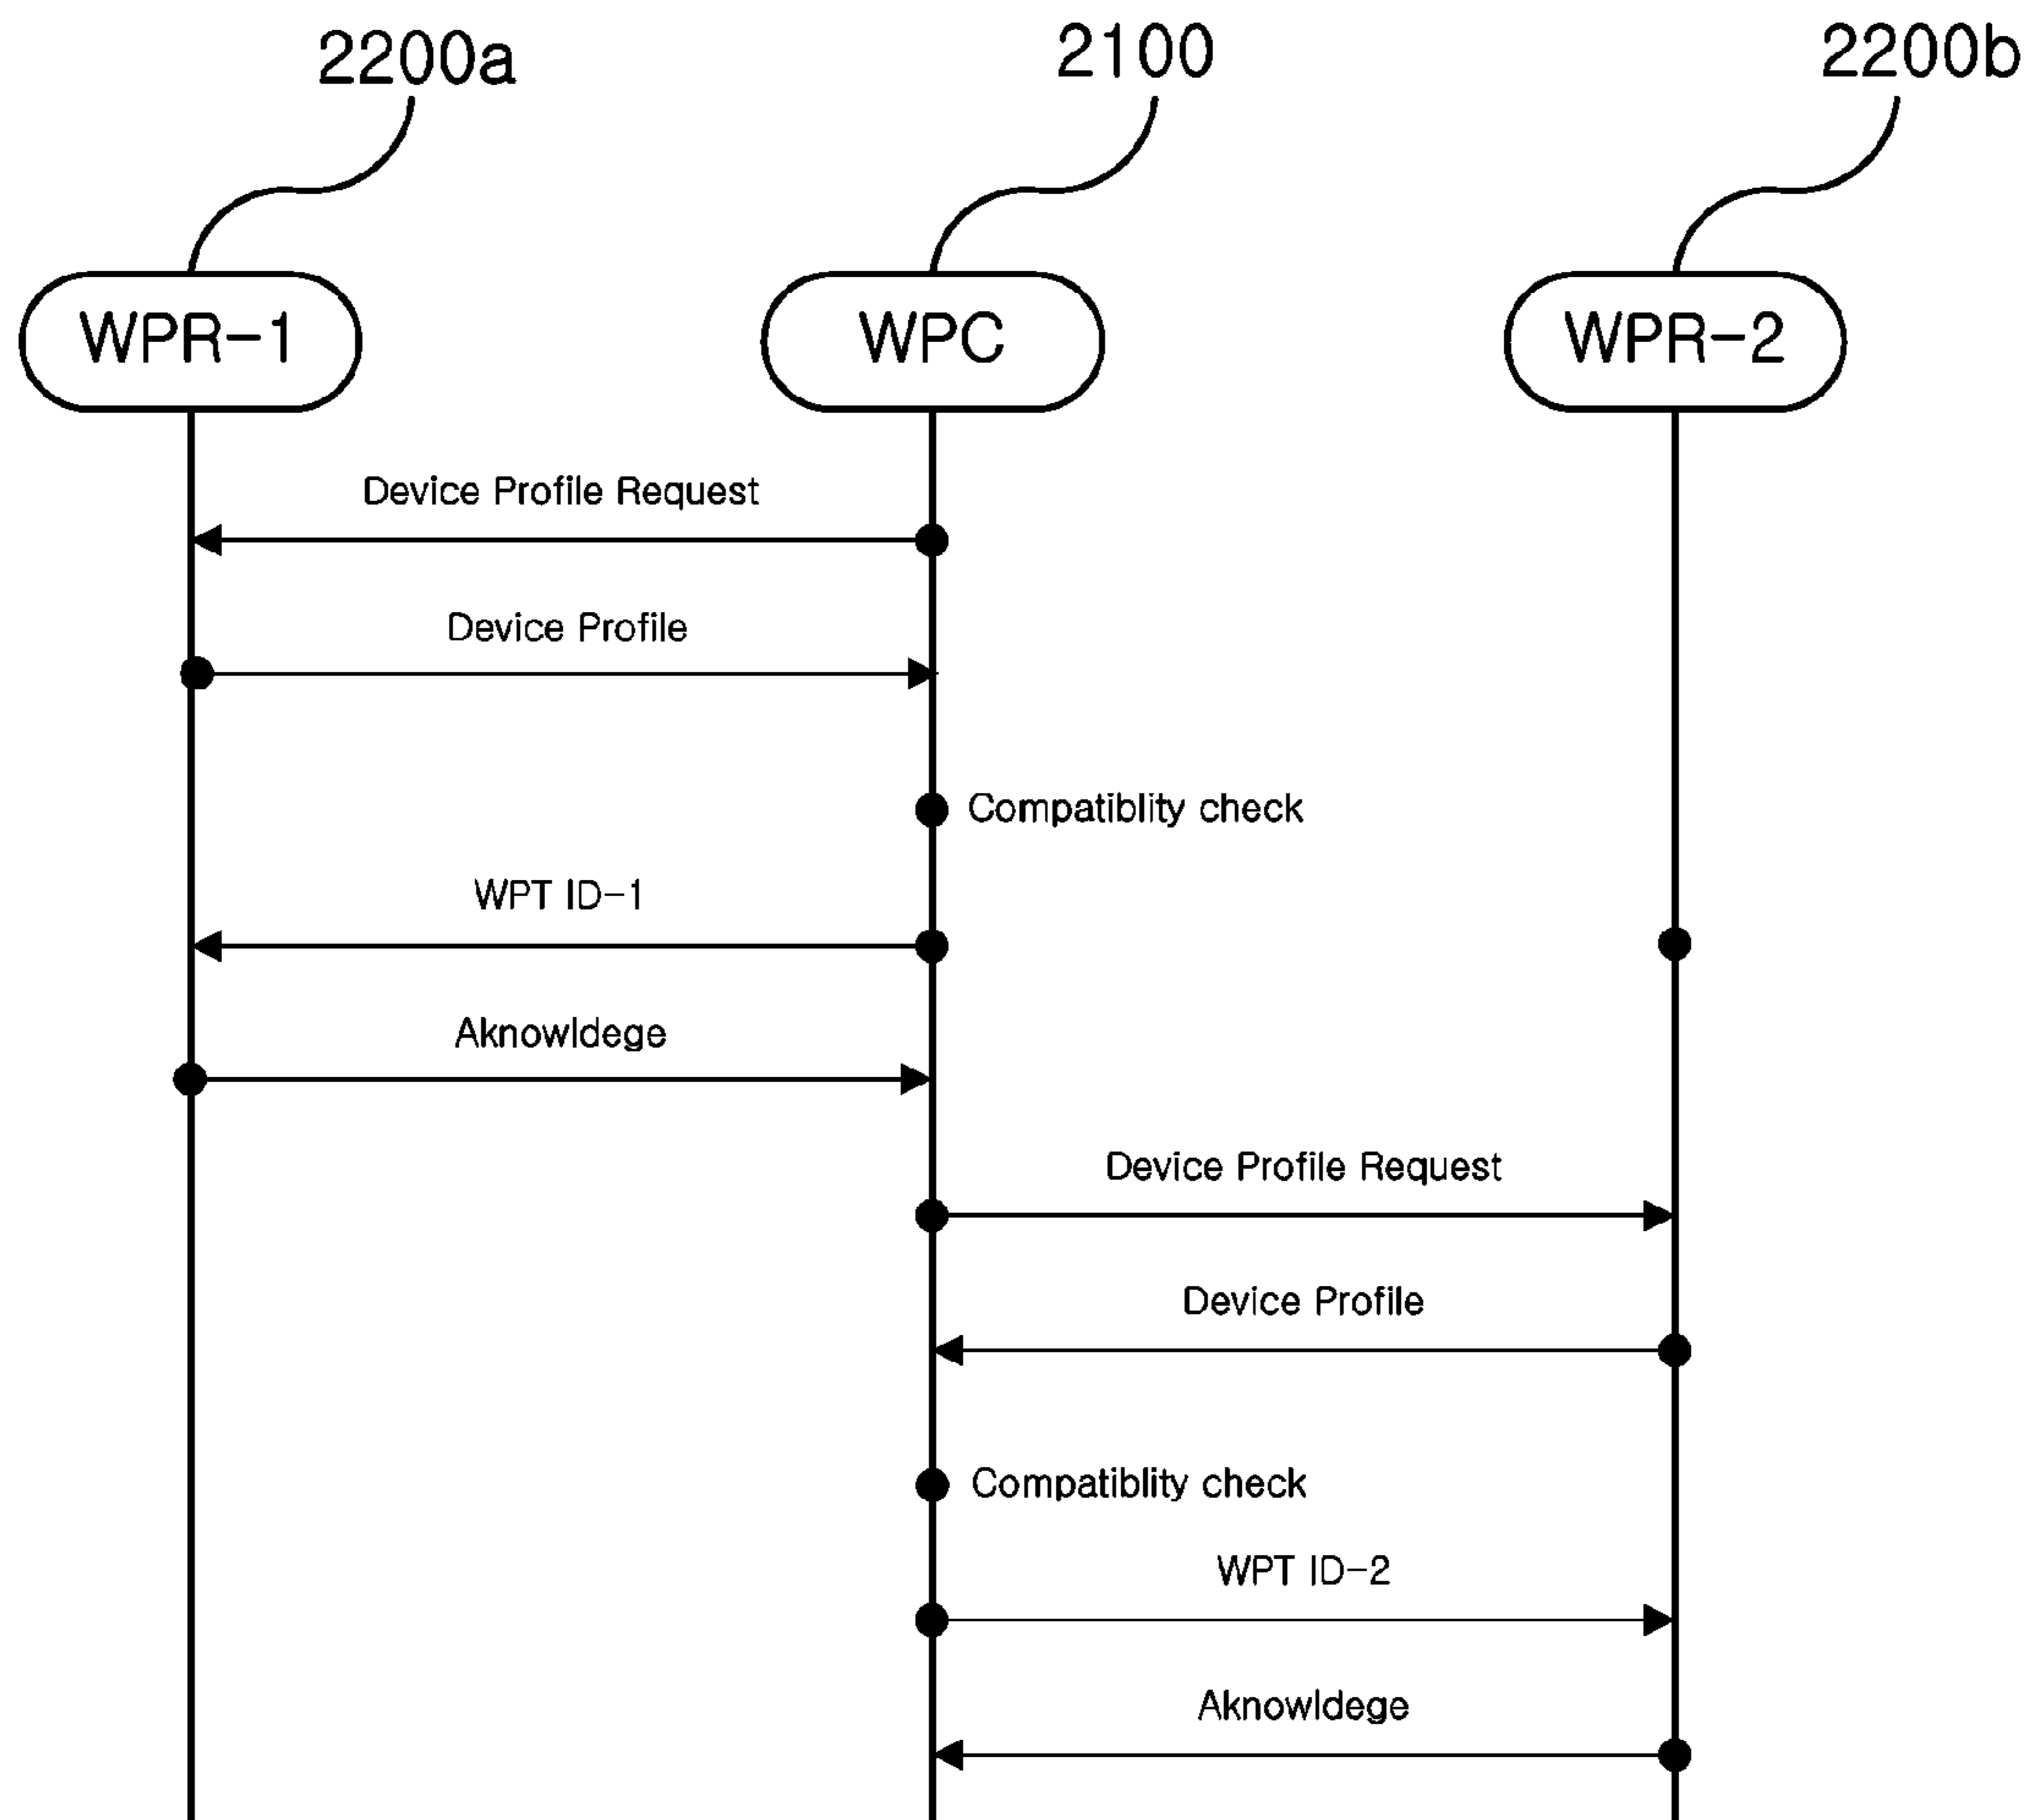 2200a
2100
2200b
WPR-1
WPC
WPR-2
Device Profile Request
Device Profile
Compatiblity check
WPT ID-1
Aknowldege
Device Profile Request
Device Profile
Compatiblity check
WPT ID-2
Aknowldege